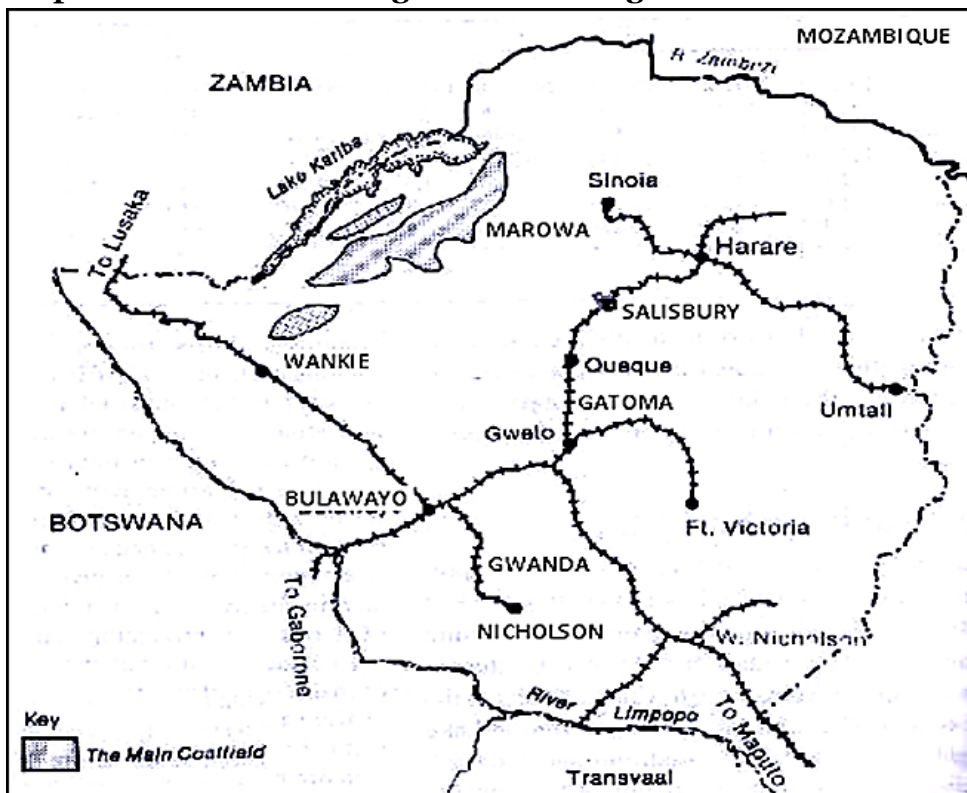 MOZAMBIQUE
R. Zambezi
ZAMBIA
Lake Kariba
Sinoia
MAROWA
To Lusaka
Harare
SALISBURY
WANKIE
Queque
GATOMA
Umtali
Gwelo
BULAWAYO
BOTSWANA
Ft. Victoria
GWANDA
To Gaborone
NICHOLSON
W. Nicholson
River Limpopo
To Maputo
Key
The Main Coalfield
Transvaal